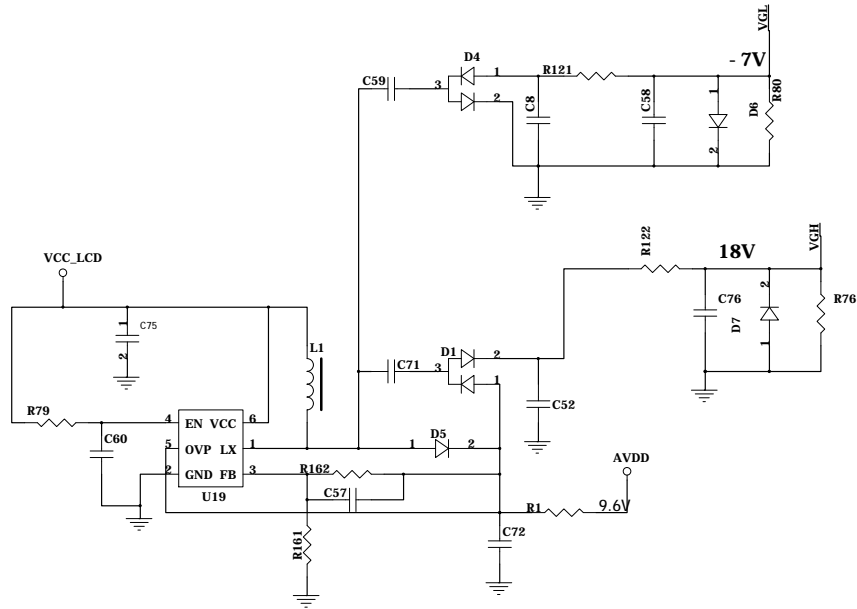 VGL
D4
- 7V
C59
3
1
2
R121
C8
C58
1
2
D6
R80
VGH
R122
18V
VCC_LCD
C76
D7
2
1
R76
1
C75
2
L1
D1
C71
3
2
1
C52
R79
4
EN VCC
6
C60
5
OVP LX
1
1
D5
2
2
GND FB
3
R162
U19
C57
AVDD
R1
9.6V
R161
C72